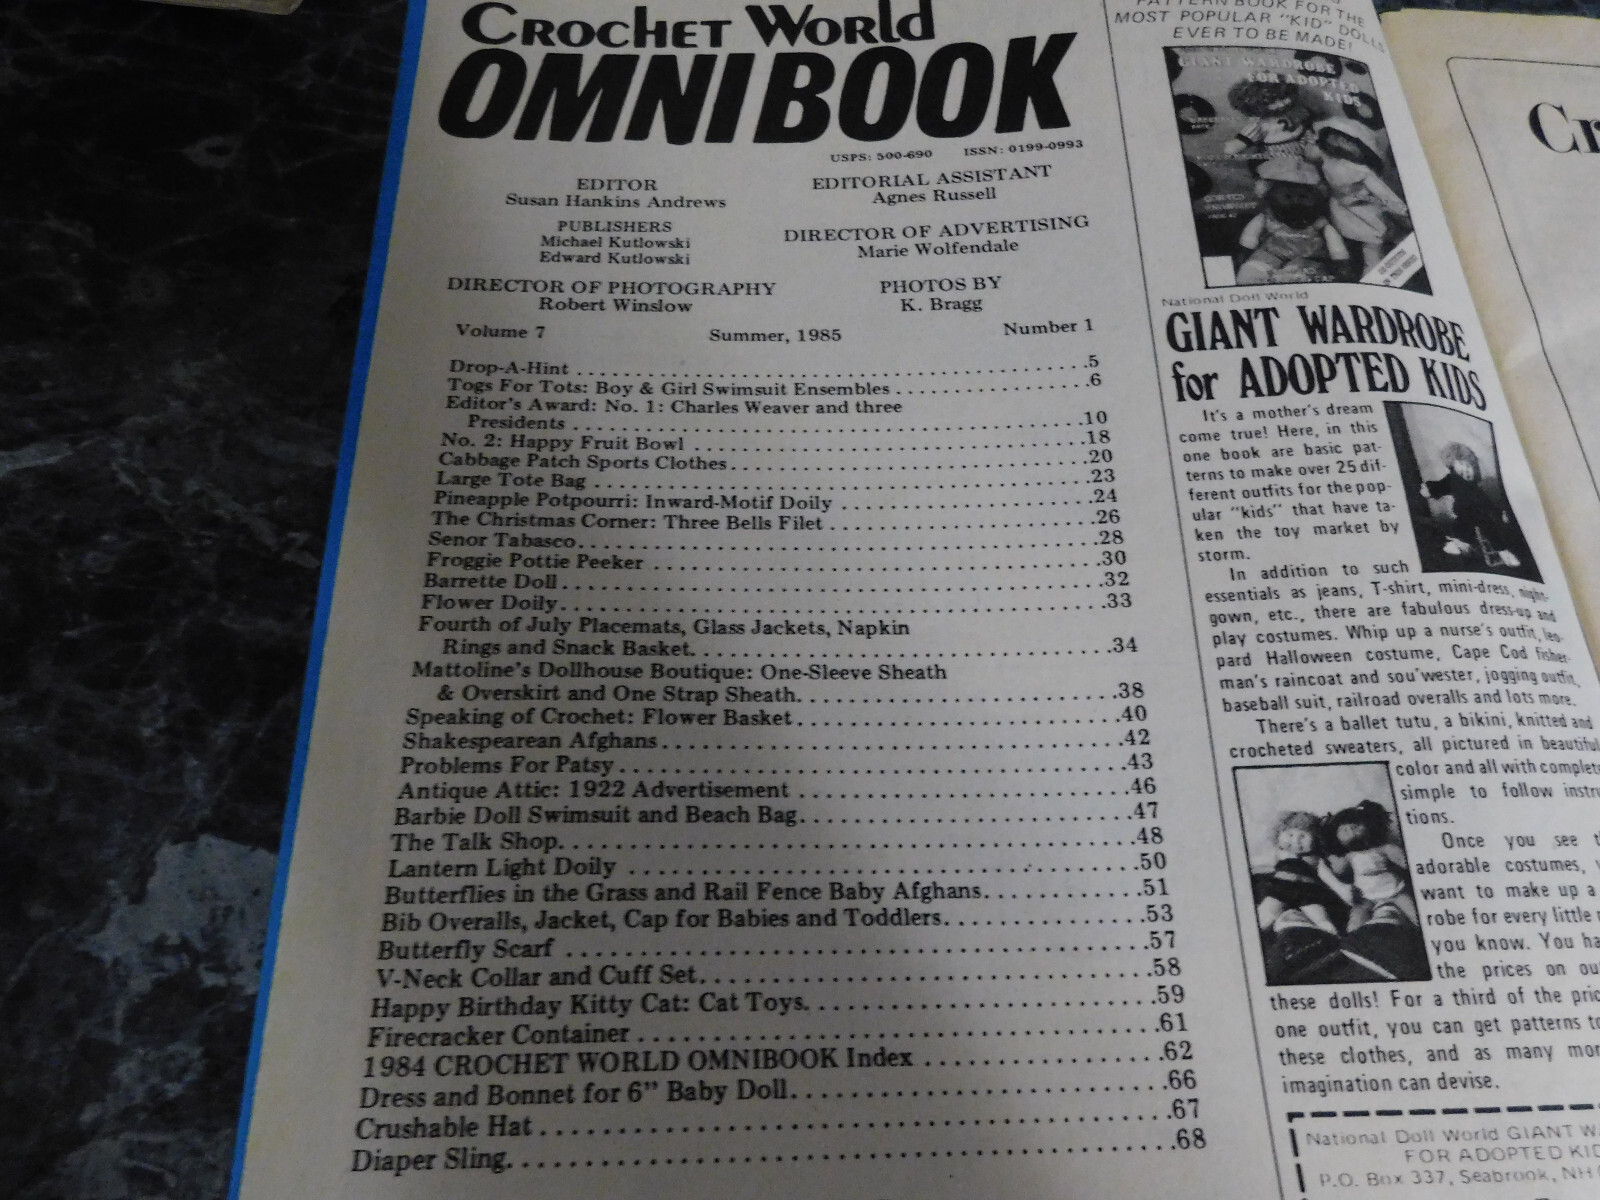 CROCHET WORLD
OMNIBOOK
USPS: 500-690 ISSN: 0199-0993
EDITOR
Susan Hankins Andrews
EDITORIAL ASSISTANT
Agnes Russell
PUBLISHERS
Michael Kutlowski
Edward Kutlowski
DIRECTOR OF ADVERTISING
Marie Wolfendale
DIRECTOR OF PHOTOGRAPHY
Robert Winslow
PHOTOS BY
K. Bragg
Volume 7 Summer, 1985 Number 1
Drop-A-Hint ........ 5
Togs For Tots: Boy & Girl Swimsuit Ensembles ........ 6
Editor's Award: No. 1: Charles Weaver and three
Presidents ........ 10
No. 2: Happy Fruit Bowl ........ 18
Cabbage Patch Sports Clothes ........ 20
Large Tote Bag ........ 23
Pineapple Potpourri: Inward-Motif Doily ........ 24
The Christmas Corner: Three Bells Filet ........ 26
Senor Tabasco ........ 28
Froggie Pottie Peeker ........ 30
Barrette Doll ........ 32
Flower Doily ........ 33
Fourth of July Placemats, Glass Jackets, Napkin
Rings and Snack Basket ........ 34
Mattoline's Dollhouse Boutique: One-Sleeve Sheath
& Overskirt and One Strap Sheath ........ 38
Speaking of Crochet: Flower Basket ........ 40
Shakespearean Afghans ........ 42
Problems For Patsy ........ 43
Antique Attic: 1922 Advertisement ........ 46
Barbie Doll Swimsuit and Beach Bag ........ 47
The Talk Shop ........ 48
Lantern Light Doily ........ 50
Butterflies in the Grass and Rail Fence Baby Afghans ........ 51
Bib Overalls, Jacket, Cap for Babies and Toddlers ........ 53
Butterfly Scarf ........ 57
V-Neck Collar and Cuff Set ........ 58
Happy Birthday Kitty Cat: Cat Toys ........ 59
Firecracker Container ........ 61
1984 CROCHET WORLD OMNIBOOK Index ........ 62
Dress and Bonnet for 6" Baby Doll ........ 66
Crushable Hat ........ 67
Diaper Sling ........ 68
PATTERN BOOK FOR THE
MOST POPULAR "KID" DOLLS
EVER TO BE MADE!
GIANT WARDROBE
FOR ADOPTED
KIDS
National Doll World
GIANT WARDROBE
for ADOPTED KIDS
It's a mother's dream
come true! Here, in this
one book are basic pat-
terns to make over 25 dif-
ferent outfits for the pop-
ular "kids" that have ta-
ken the toy market by
storm.
In addition to such
essentials as jeans, T-shirt, mini-dress, night-
gown, etc., there are fabulous dress-up and
play costumes. Whip up a nurse's outfit, leo-
pard Halloween costume, Cape Cod fisher-
man's raincoat and sou'wester, jogging outfit,
baseball suit, railroad overalls and lots more.
There's a ballet tutu, a bikini, knitted and
crocheted sweaters, all pictured in beautiful
color and all with complete
simple to follow instru
tions.
Once you see t
adorable costumes,
want to make up a
robe for every little
you know. You ha
the prices on ou
these dolls! For a third of the pric
one outfit, you can get patterns to
these clothes, and as many mor
imagination can devise.
National Doll World GIANT WA
FOR ADOPTED KID
P.O. Box 337, Seabrook, NH
Cr